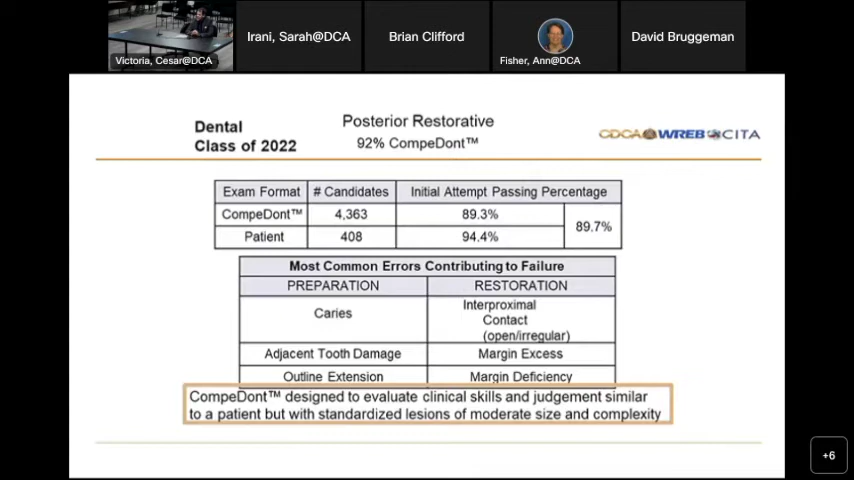 Victoria, Cesar@DCA
Irani, Sarah@DCA
Brian Clifford
Fisher, Ann@DCA
David Bruggeman
Dental
Class of 2022
Posterior Restorative
92% CompeDont™
CDCA WREB CITA
Exam Format # Candidates Initial Attempt Passing Percentage
CompeDont™ 4,363 89.3%
89.7%
Patient 408 94.4%
Most Common Errors Contributing to Failure
PREPARATION RESTORATION
Caries
Interproximal
Contact
(open/irregular)
Adjacent Tooth Damage Margin Excess
Outline Extension Margin Deficiency
CompeDont™ designed to evaluate clinical skills and judgement similar
to a patient but with standardized lesions of moderate size and complexity
+6